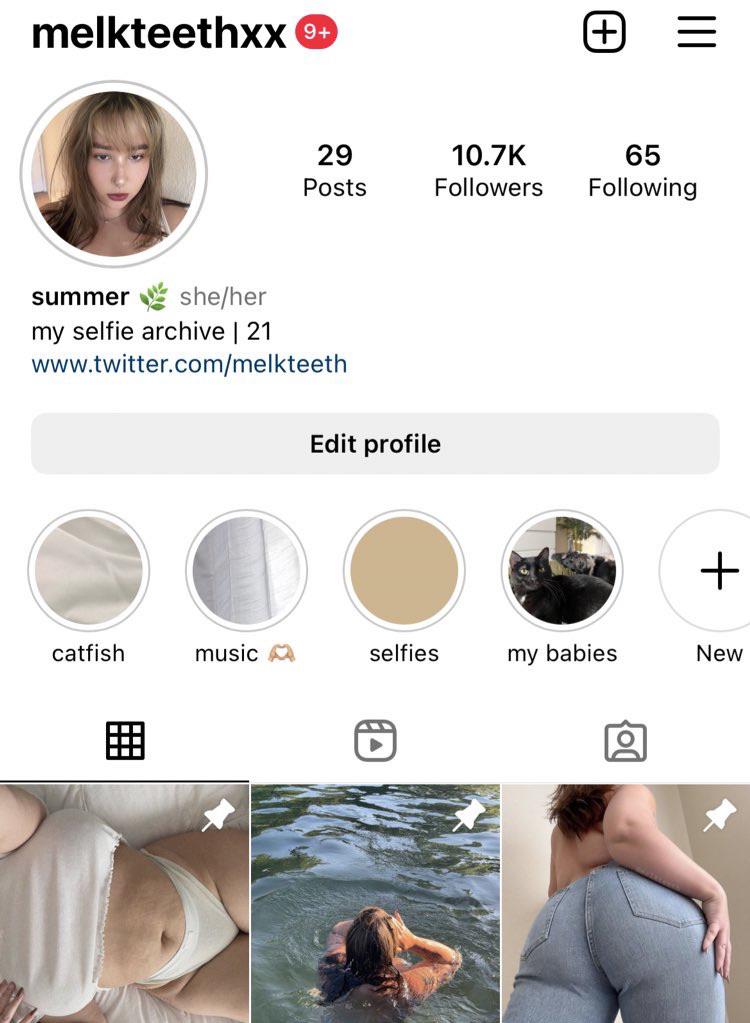 melkteethxx 9+
29 10.7K 65
Posts Followers Following
summer 🌿 she/her
my selfie archive | 21
www.twitter.com/melkteeth
Edit profile
catfish music 🫶🏼 selfies my babies New